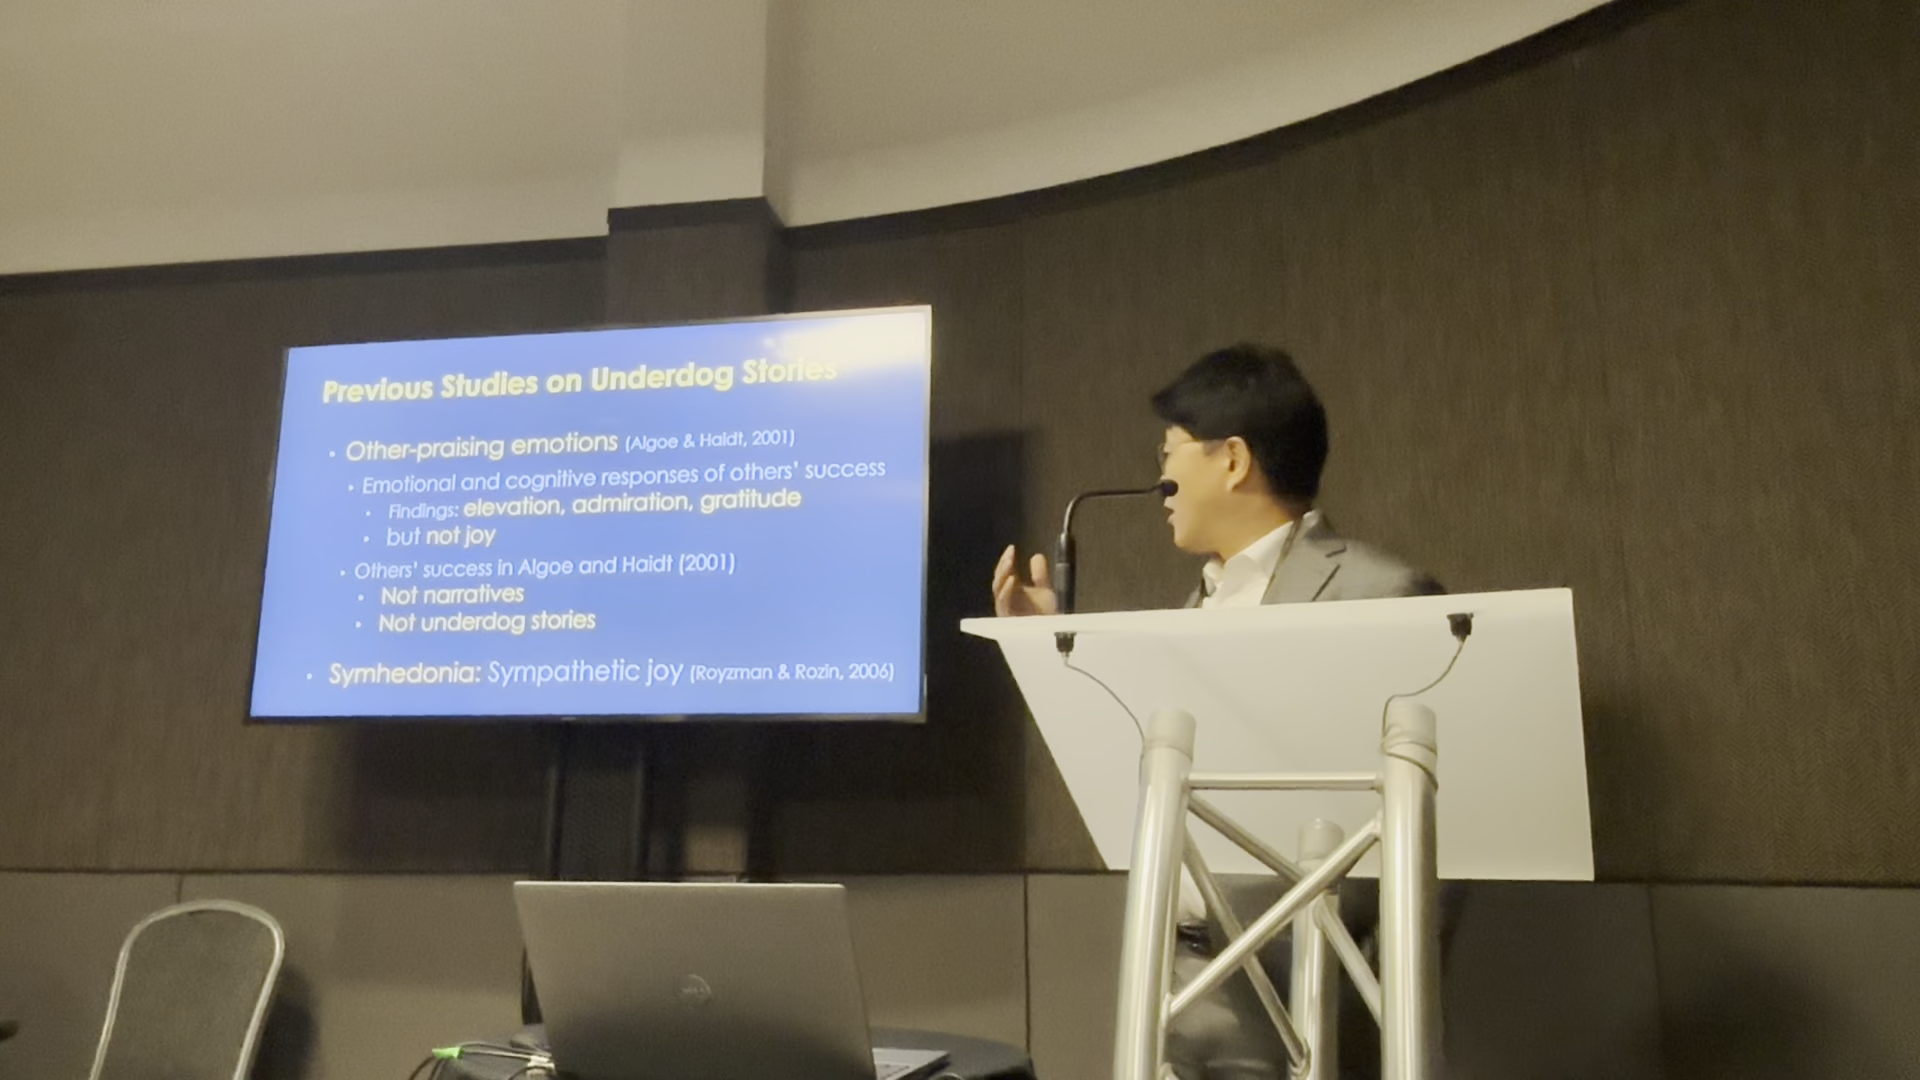 Previous Studies on Underdog Stories
• Other-praising emotions (Algoe & Haidt, 2001)
• Emotional and cognitive responses of others' success
• Findings: elevation, admiration, gratitude
• but not joy
• Others' success in Algoe and Haidt (2001)
• Not narratives
• Not underdog stories
• Symhedonia: Sympathetic joy (Royzman & Rozin, 2006)
DELL